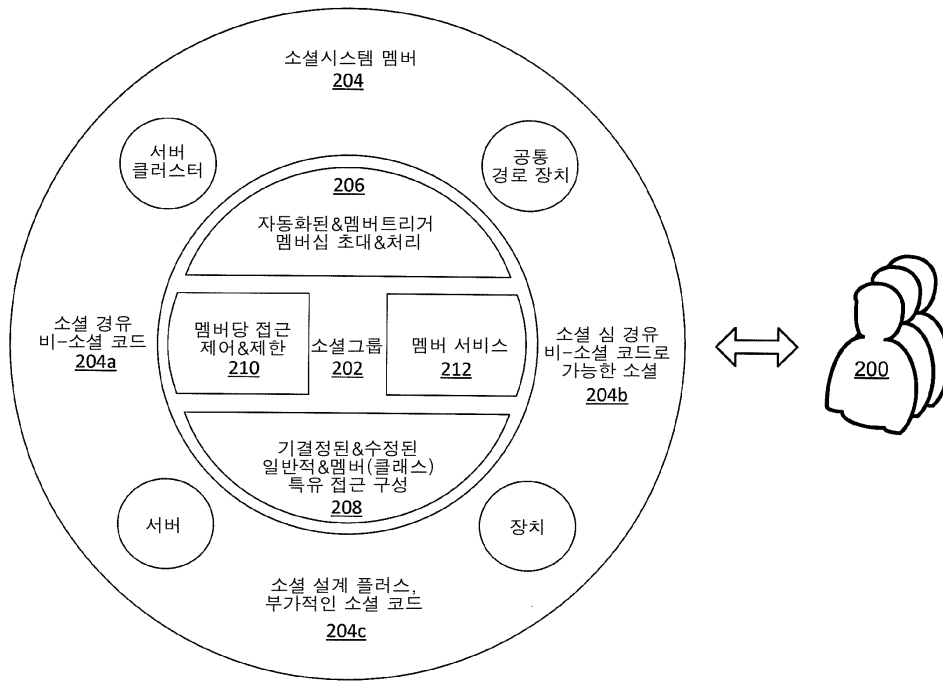 소셜시스템 멤버
204
서버
클러스터
공통
경로 장치
206
자동화된&멤버트리거
멤버십 초대&처리
소셜 경유
비-소셜 코드
204a
멤버당 접근
제어&제한
210
소셜그룹
202
멤버 서비스
212
소셜 심 경유
비-소셜 코드로
가능한 소셜
204b
200
기결정된&수정된
일반적&멤버(클래스)
특유 접근 구성
208
서버
장치
소셜 설계 플러스,
부가적인 소셜 코드
204c